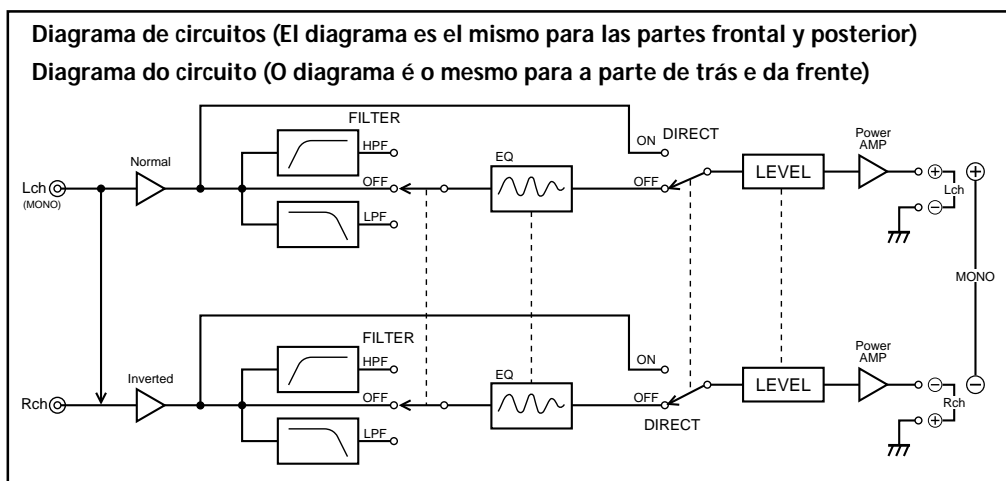 Diagrama de circuitos (El diagrama es el mismo para las partes frontal y posterior)
Diagrama do circuito (O diagrama é o mesmo para a parte de trás e da frente)
FILTER
DIRECT
Power
AMP
Normal
HPF
ON
EQ
Lch
(MONO)
OFF
OFF
LEVEL
+
Lch
−
+
LPF
MONO
FILTER
Power
AMP
Inverted
HPF
ON
EQ
Rch
OFF
OFF
LEVEL
−
Rch
+
−
LPF
DIRECT